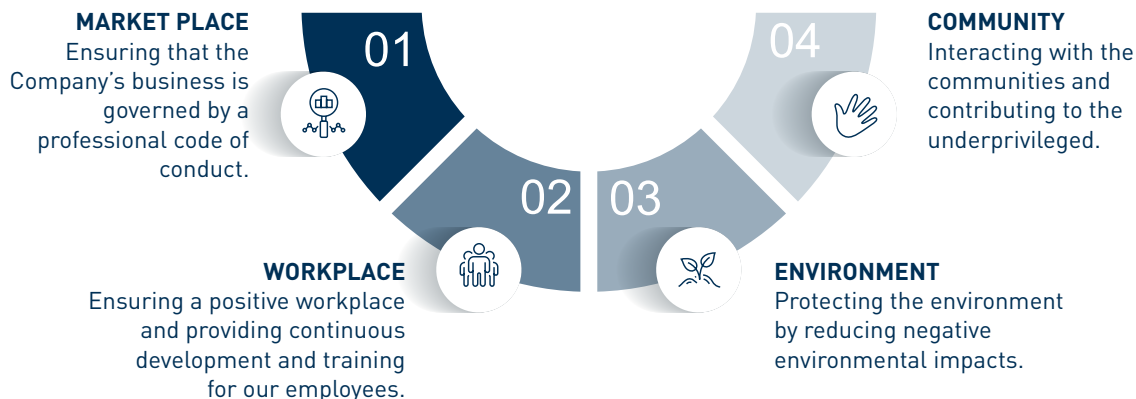 01
MARKET PLACE
Ensuring that the
Company’s business is
governed by a
professional code of
conduct.
02
WORKPLACE
Ensuring a positive workplace
and providing continuous
development and training
for our employees.
03
ENVIRONMENT
Protecting the environment
by reducing negative
environmental impacts.
04
COMMUNITY
Interacting with the
communities and
contributing to the
underprivileged.